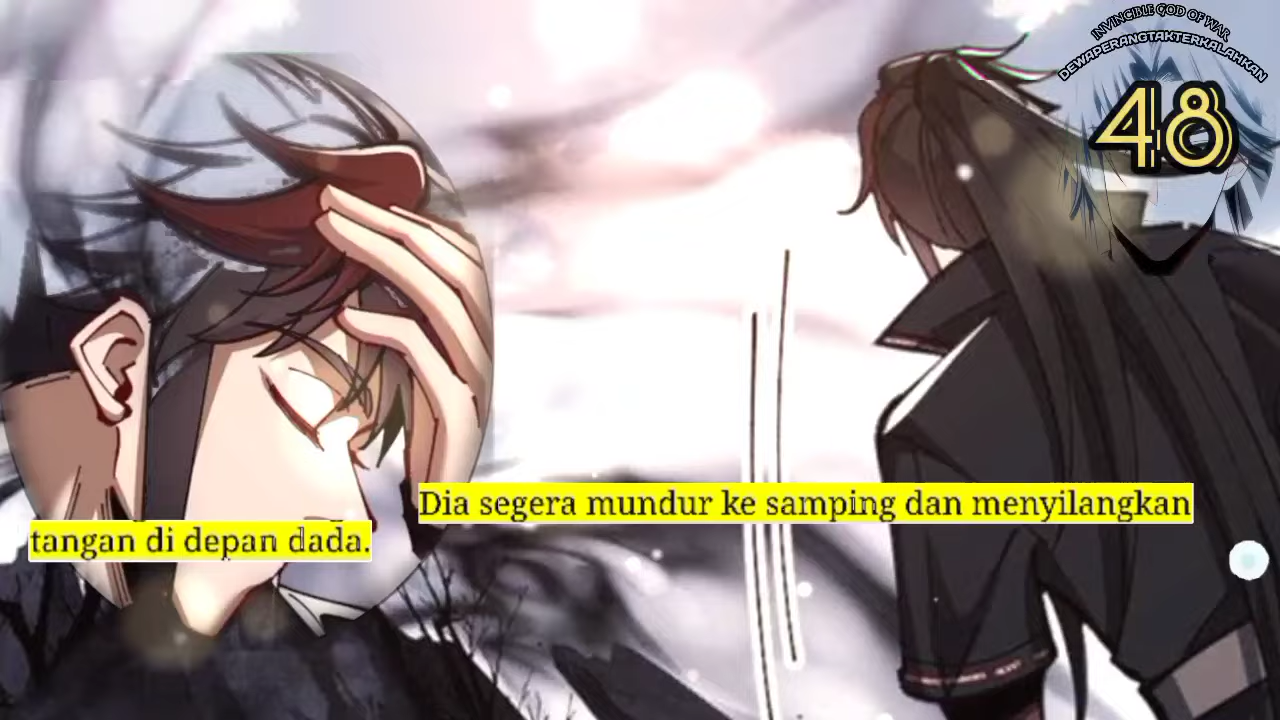 INVINCIBLE GOD OF WAR
DEWAPERANGTAKTERKALAHKAN
48
Dia segera mundur ke samping dan menyilangkan
tangan di depan dada.